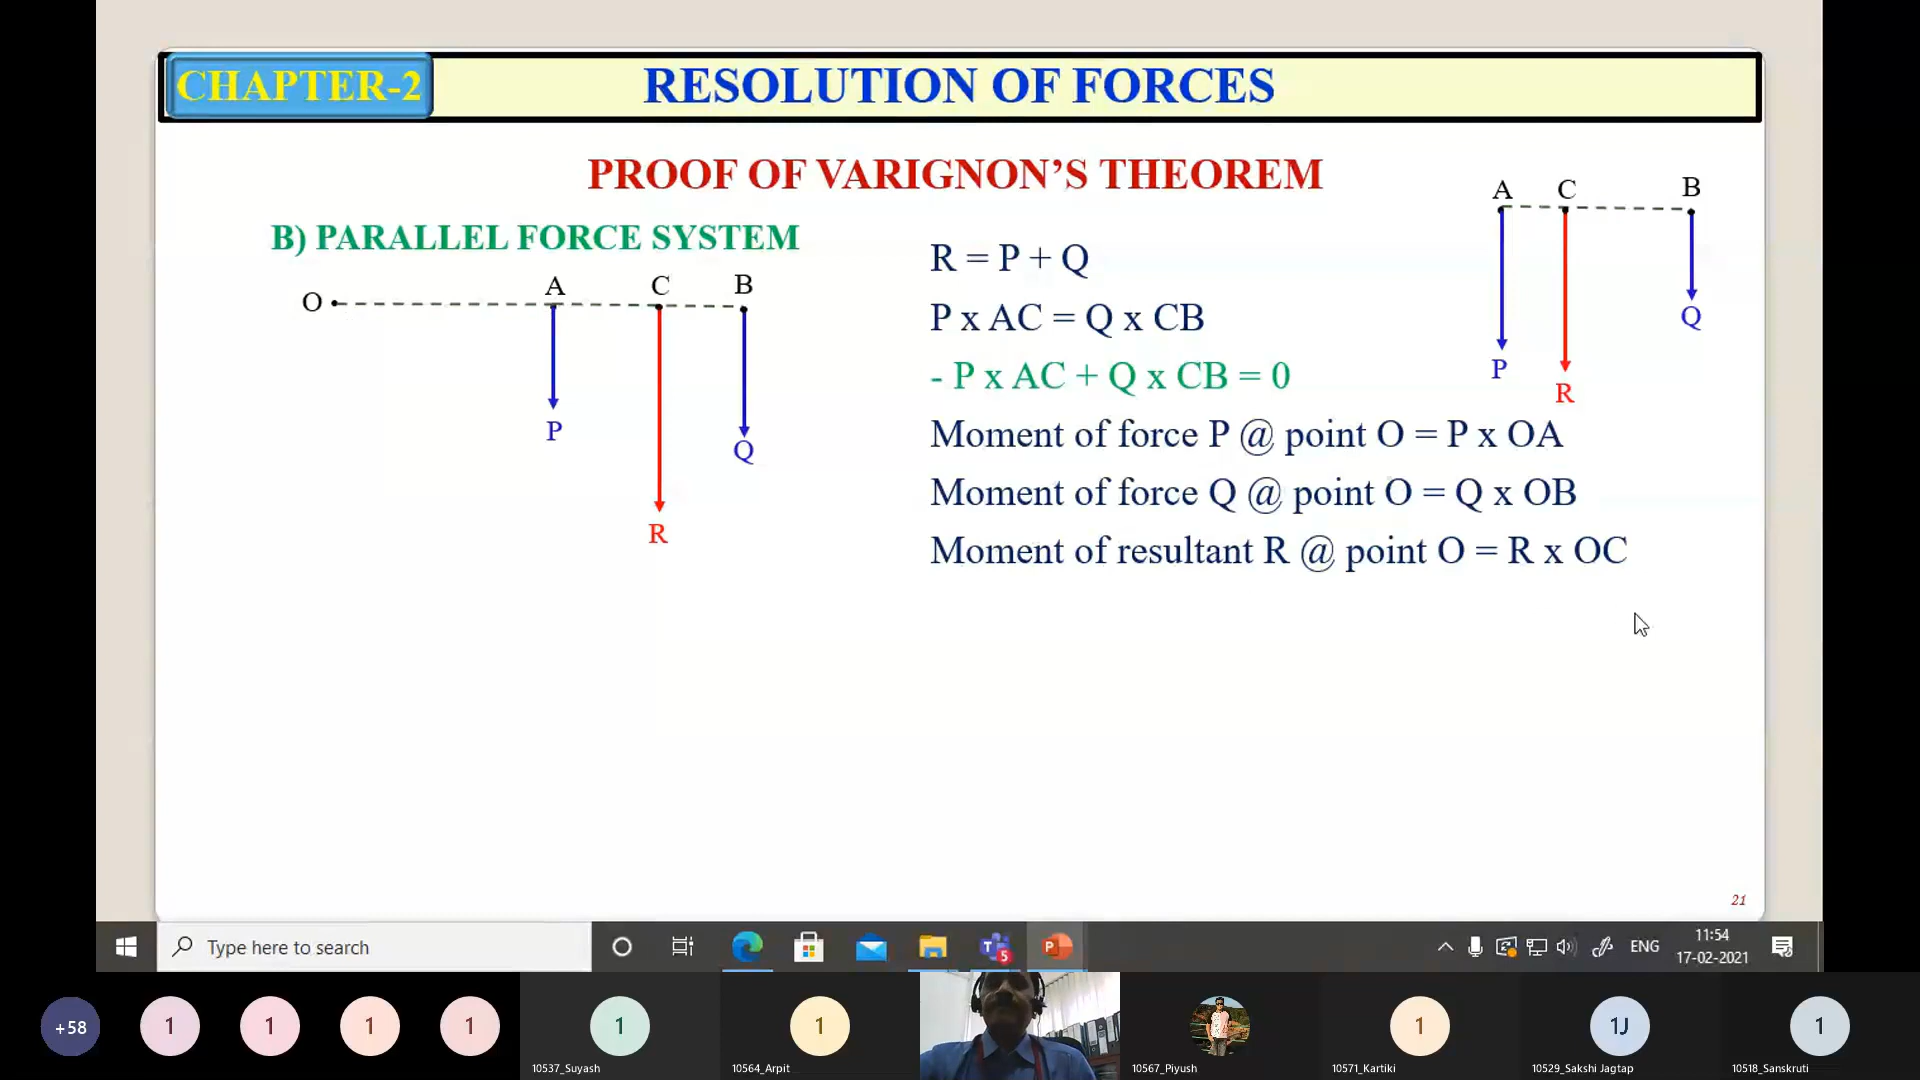 CHAPTER-2
RESOLUTION OF FORCES
PROOF OF VARIGNON'S THEOREM
B) PARALLEL FORCE SYSTEM
O
A
C
B
P
Q
R
R = P + Q
P x AC = Q x CB
- P x AC + Q x CB = 0
Moment of force P @ point O = P x OA
Moment of force Q @ point O = Q x OB
Moment of resultant R @ point O = R x OC
A
C
B
Q
P
R
21
Type here to search
5
ENG
11:54
17-02-2021
+58
1
1
1
1
1
10537_Suyash
1
10564_Arpit
10567_Piyush
1
10571_Kartiki
1J
10529_Sakshi Jagtap
1
10518_Sanskruti